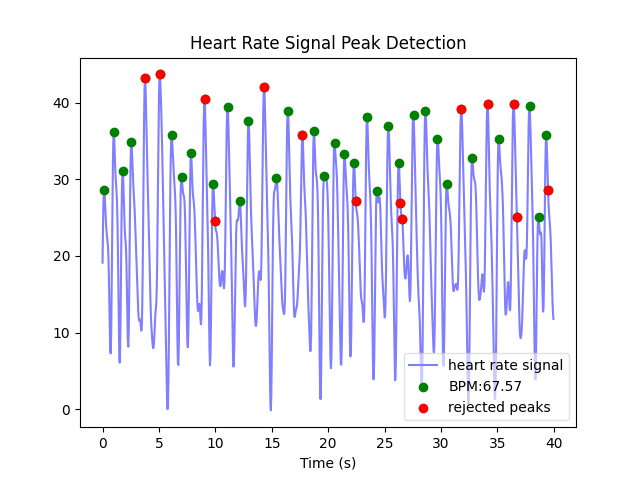 Heart Rate Signal Peak Detection
40
30
20
10
0
heart rate signal
BPM:67.57
rejected peaks
0 5 10 15 20 25 30 35 40
Time (s)